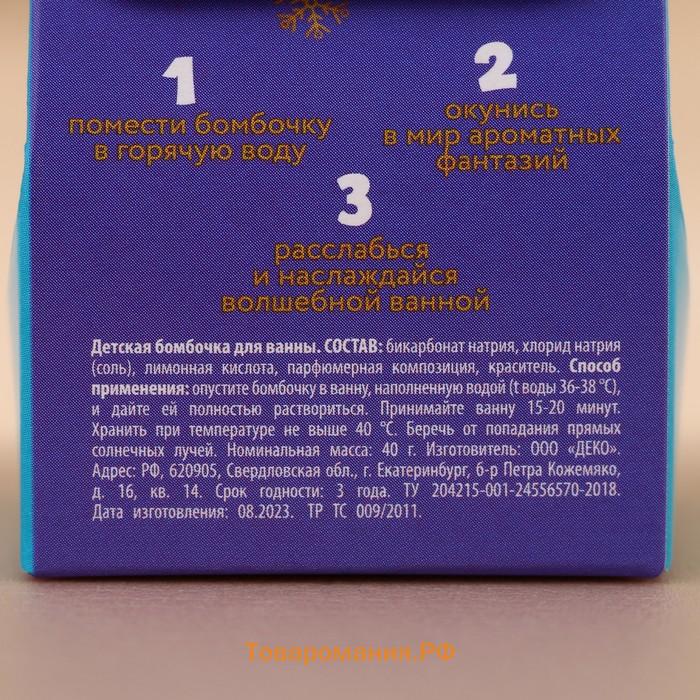 1
помести бомбочку
в горячую воду
2
окунись
в мир ароматных
фантазий
3
расслабься
и наслаждайся
волшебной ванной
Детская бомбочка для ванны. СОСТАВ: бикарбонат натрия, хлорид натрия
(соль), лимонная кислота, парфюмерная композиция, краситель. Способ
применения: опустите бомбочку в ванну, наполненную водой (t воды 36-38 °C),
и дайте ей полностью раствориться. Принимайте ванну 15-20 минут.
Хранить при температуре не выше 40 °C. Беречь от попадания прямых
солнечных лучей. Номинальная масса: 40 г. Изготовитель: ООО «ДЕКО».
Адрес: РФ, 620905, Свердловская обл., г. Екатеринбург, б-р Петра Кожемяко,
д. 16, кв. 14. Срок годности: 3 года. ТУ 204215-001-24556570-2018.
Дата изготовления: 08.2023. ТР ТС 009/2011.
Товаромания.РФ